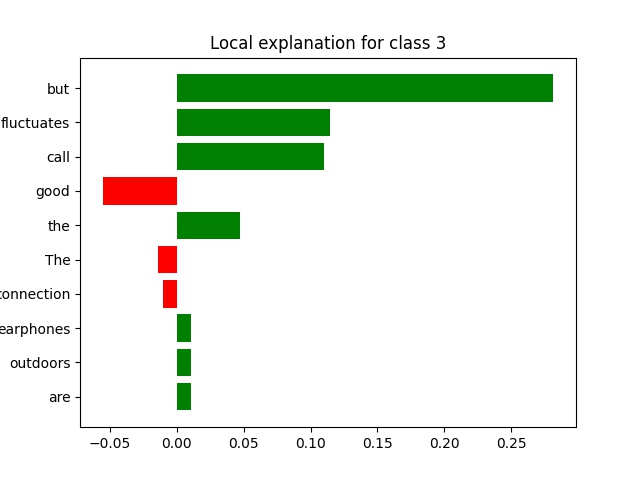 Local explanation for class 3
but
fluctuates
call
good
the
The
connection
earphones
outdoors
are
−0.05 0.00 0.05 0.10 0.15 0.20 0.25